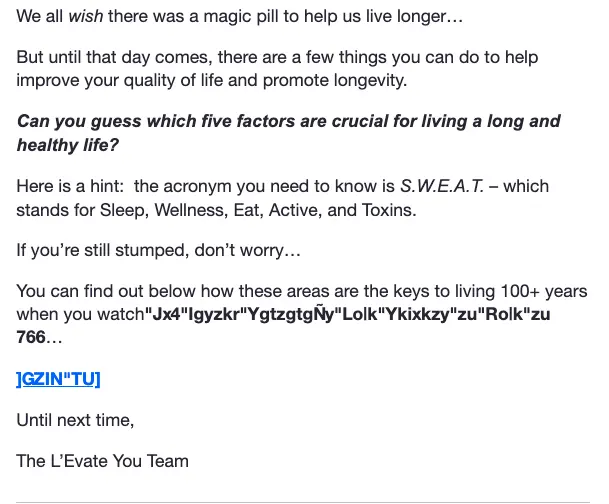 We all wish there was a magic pill to help us live longer…
But until that day comes, there are a few things you can do to help
improve your quality of life and promote longevity.
Can you guess which five factors are crucial for living a long and
healthy life?
Here is a hint:  the acronym you need to know is S.W.E.A.T. – which
stands for Sleep, Wellness, Eat, Active, and Toxins.
If you’re still stumped, don’t worry…
You can find out below how these areas are the keys to living 100+ years
when you watch"Jx4"Igyzkr"YgtzgtgÑy"Lo|k"Ykixkzy"zu"Ro|k"zu
766…
]GZIN"TU]
Until next time,
The L’Evate You Team